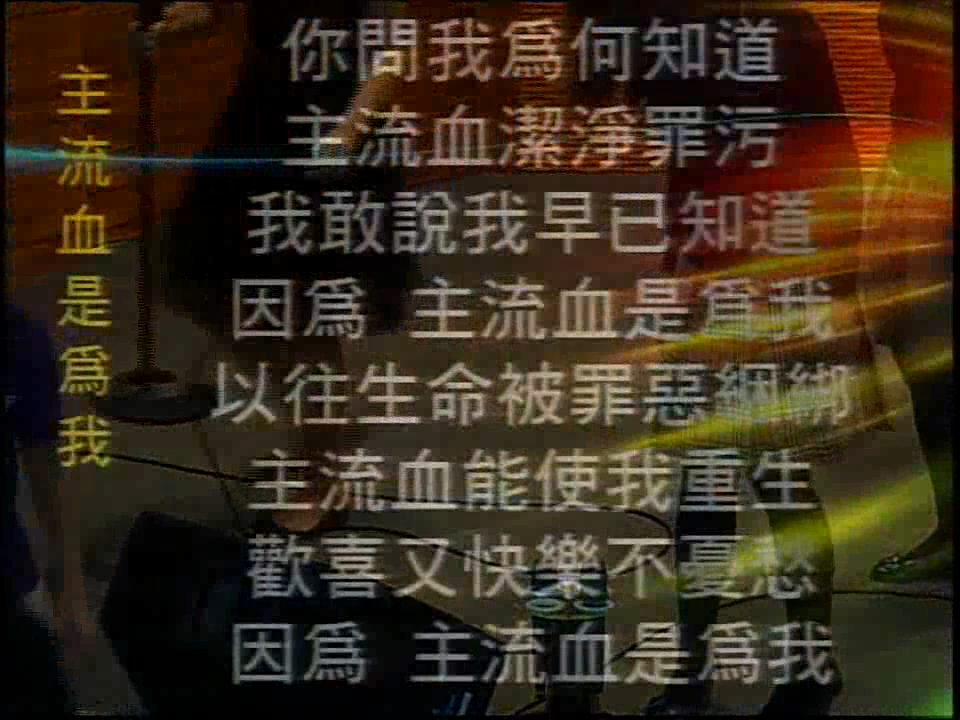 主流血是爲我
你問我爲何知道
主流血潔淨罪污
我敢說我早已知道
因爲 主流血是爲我
以往生命被罪惡綑綁
主流血能使我重生
歡喜又快樂不憂愁
因爲 主流血是爲我